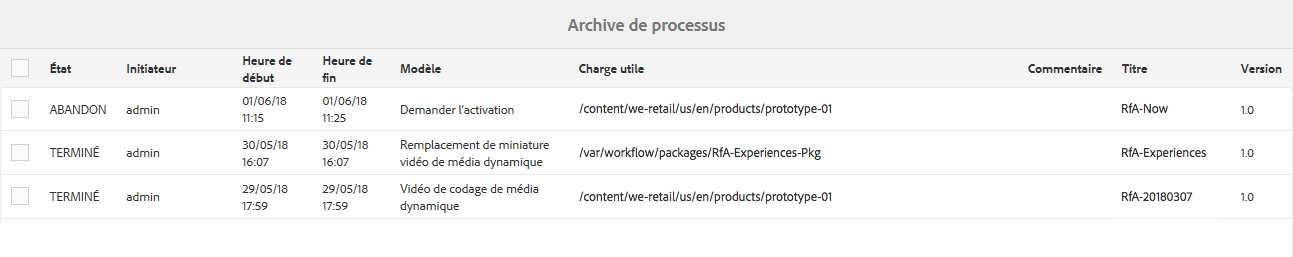 Archive de processus
État Initiateur Heure de début Heure de fin Modèle Charge utile Commentaire Titre Version
ABANDON admin 01/06/18 11:15 01/06/18 11:25 Demander l'activation /content/we-retail/us/en/products/prototype-01 RfA-Now 1.0
TERMINÉ admin 30/05/18 16:07 30/05/18 16:07 Remplacement de miniature vidéo de média dynamique /var/workflow/packages/RfA-Experiences-Pkg RfA-Experiences 1.0
TERMINÉ admin 29/05/18 17:59 29/05/18 17:59 Vidéo de codage de média dynamique /content/we-retail/us/en/products/prototype-01 RfA-20180307 1.0